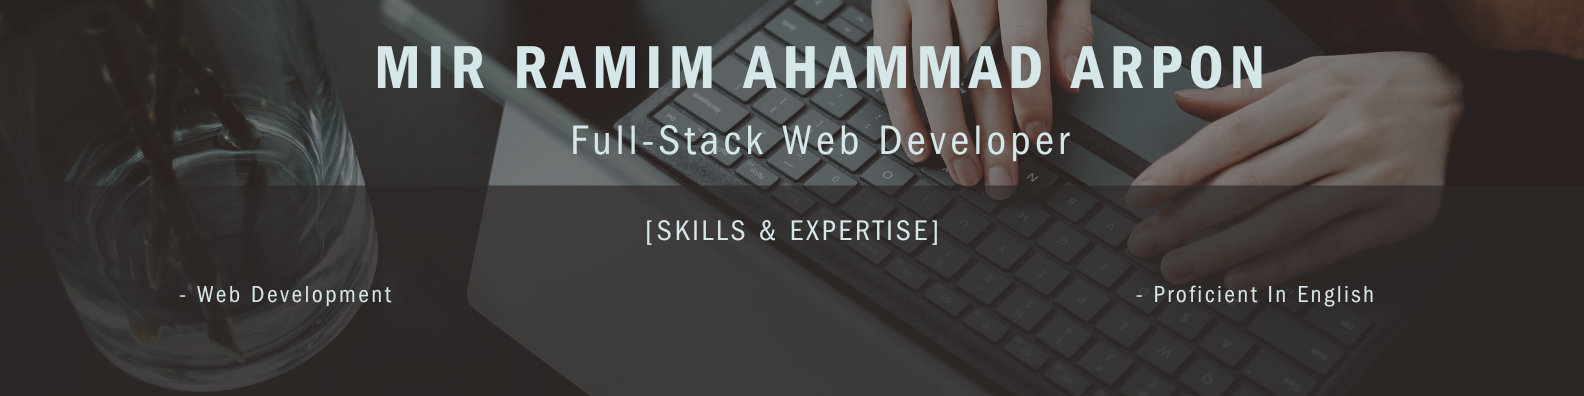 MIR RAMIM AHAMMAD ARPON
Full-Stack Web Developer
[SKILLS & EXPERTISE]
- Web Development
- Proficient In English